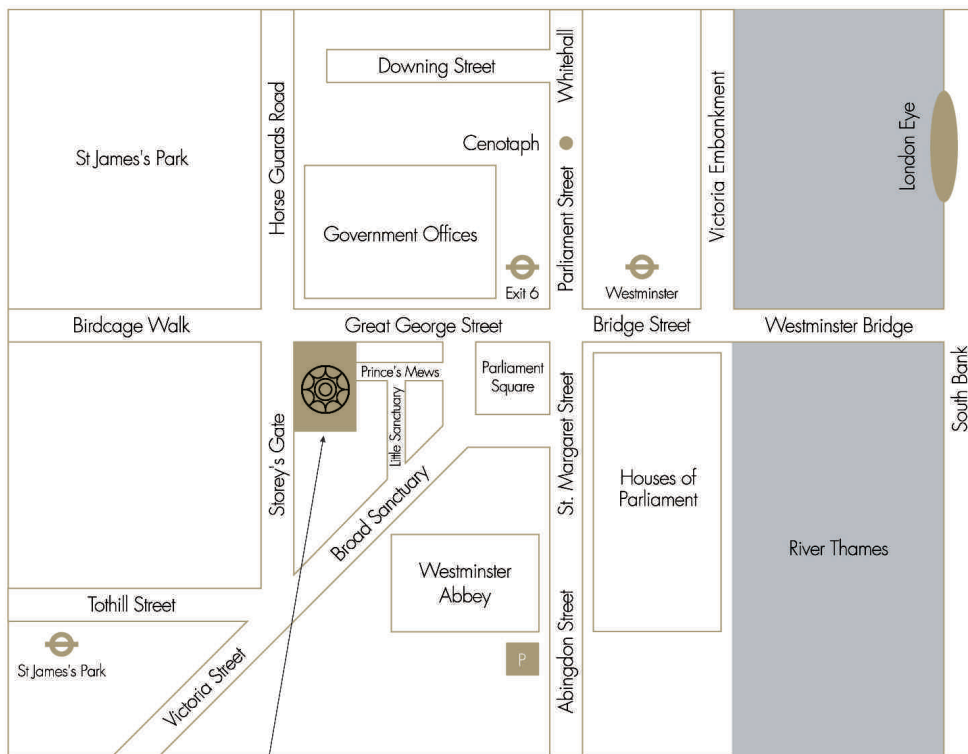 Downing Street
Whitehall
Cenotaph
St James's Park
Horse Guards Road
Government Offices
Parliament Street
Victoria Embankment
London Eye
Exit 6
Westminster
Birdcage Walk
Great George Street
Bridge Street
Westminster Bridge
Prince's Mews
Parliament
Square
Little Sanctuary
Storey's Gate
Broad Sanctuary
St. Margaret Street
South Bank
Houses of
Parliament
River Thames
Westminster
Abbey
Tothill Street
St James's Park
Victoria Street
P
Abingdon Street